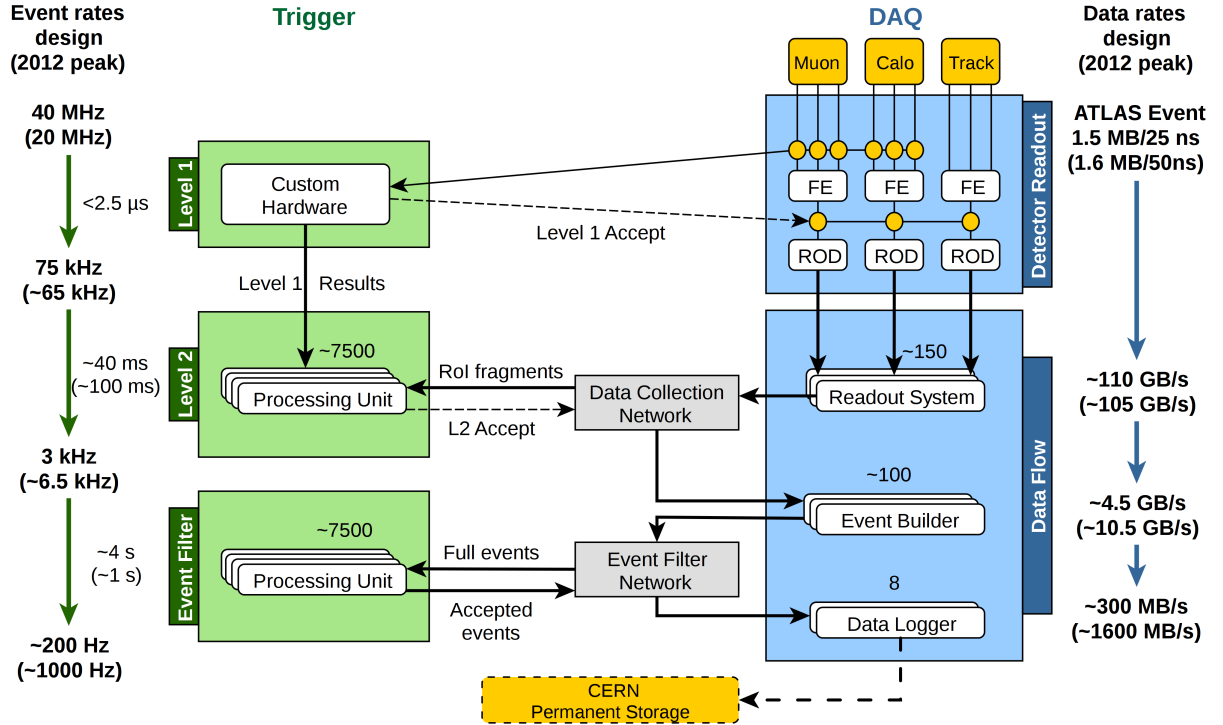 Event rates
design
(2012 peak)
Trigger
DAQ
Data rates
design
(2012 peak)
Muon
Calo
Track
40 MHz
(20 MHz)
ATLAS Event
1.5 MB/25 ns
(1.6 MB/50ns)
Level 1
Custom
Hardware
<2.5 µs
FE
FE
FE
Level 1 Accept
ROD
ROD
ROD
Detector Readout
75 kHz
(~65 kHz)
Level 1 Results
~40 ms
(~100 ms)
Level 2
~7500
Processing Unit
RoI fragments
L2 Accept
Data Collection
Network
~150
Readout System
~110 GB/s
(~105 GB/s)
3 kHz
(~6.5 kHz)
~100
Event Builder
Data Flow
~4.5 GB/s
(~10.5 GB/s)
~4 s
(~1 s)
Event Filter
~7500
Processing Unit
Full events
Accepted
events
Event Filter
Network
8
Data Logger
~300 MB/s
(~1600 MB/s)
~200 Hz
(~1000 Hz)
CERN
Permanent Storage